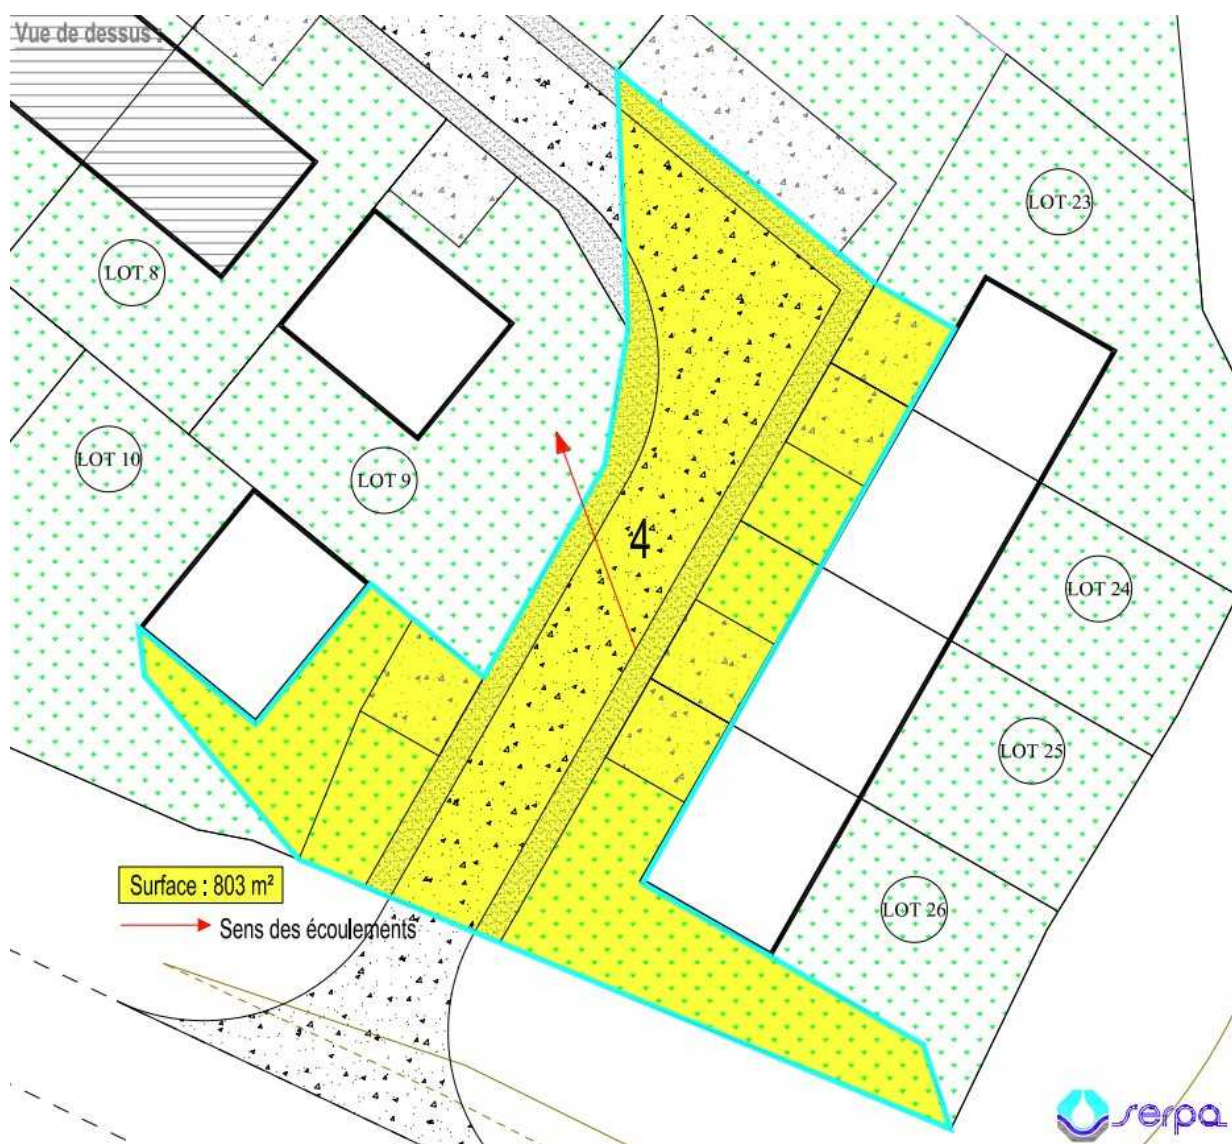 Vue de dessus :
LOT 23
LOT 8
LOT 10
LOT 9
4
LOT 24
LOT 25
Surface : 803 m²
LOT 26
Sens des écoulements
serpa